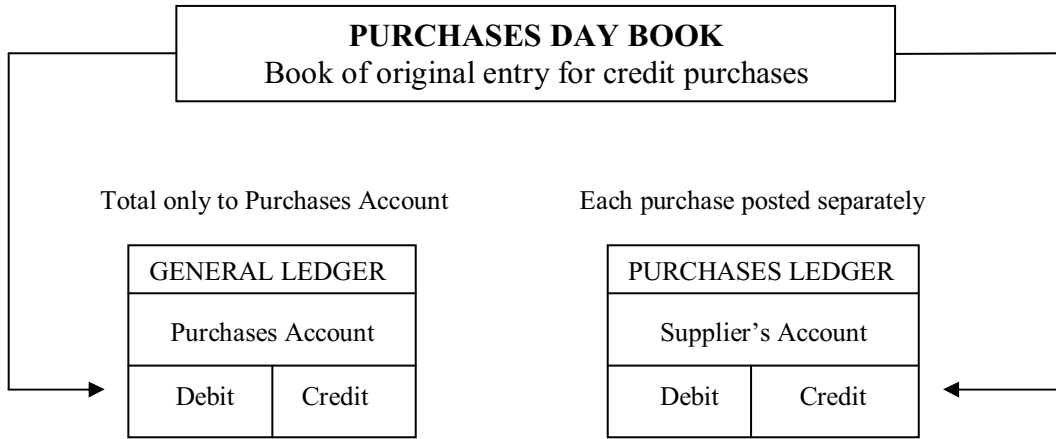 PURCHASES DAY BOOK
Book of original entry for credit purchases
Total only to Purchases Account
Each purchase posted separately
GENERAL LEDGER
Purchases Account
Debit
Credit
PURCHASES LEDGER
Supplier’s Account
Debit
Credit